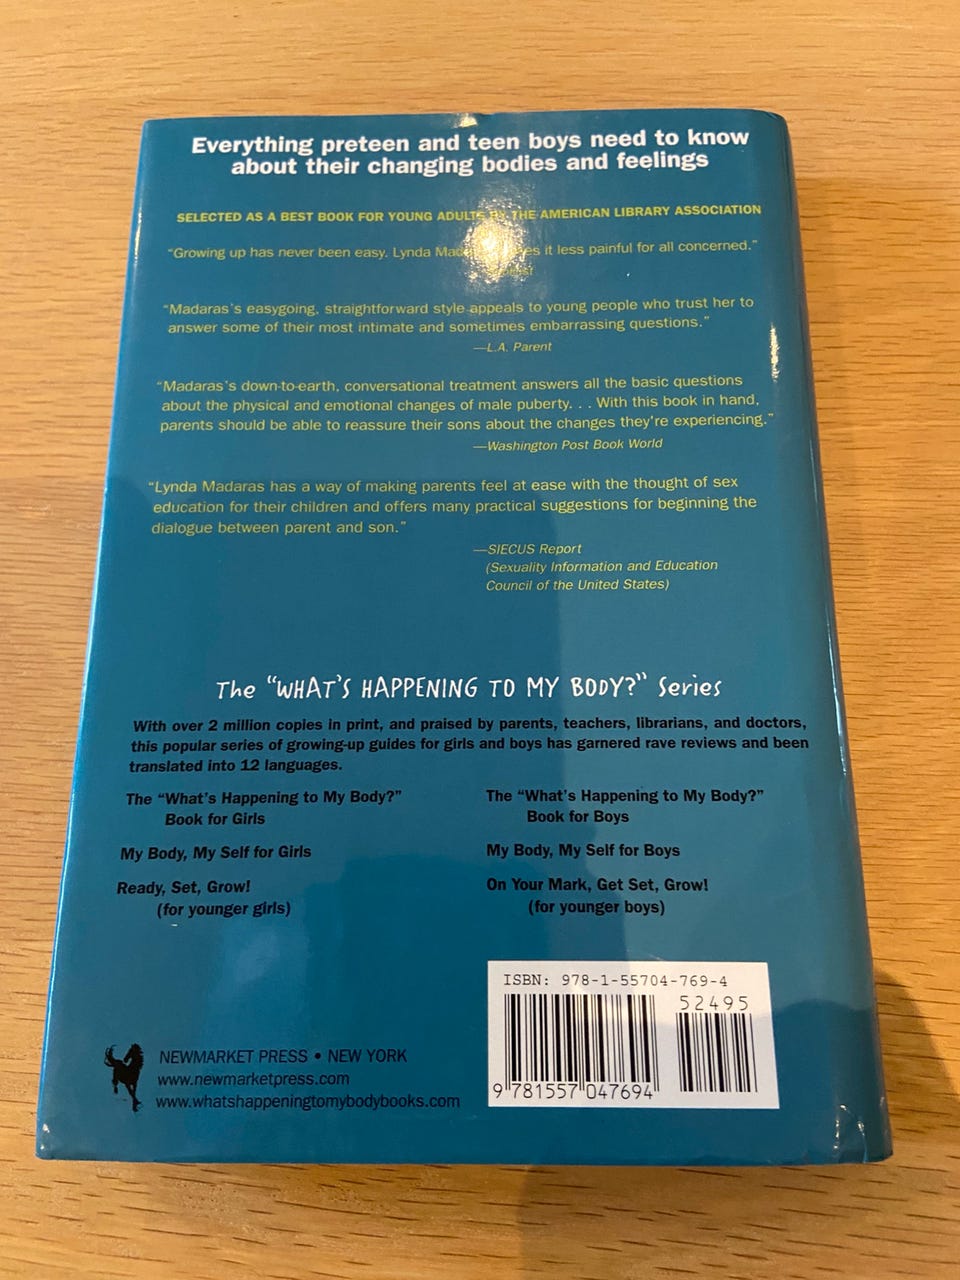 Everything preteen and teen boys need to know
about their changing bodies and feelings
SELECTED AS A BEST BOOK FOR YOUNG ADULTS BY THE AMERICAN LIBRARY ASSOCIATION
“Growing up has never been easy. Lynda it less painful for all concerned.”
“Madaras’s easygoing, straightforward style appeals to young people who trust her to
answer some of their most intimate and sometimes embarrassing questions.”
—L.A. Parent
“Madaras’s down-to-earth, conversational treatment answers all the basic questions
about the physical and emotional changes of male puberty. . . With this book in hand,
parents should be able to reassure their sons about the changes they’re experiencing.”
—Washington Post Book World
“Lynda Madaras has a way of making parents feel at ease with the thought of sex
education for their children and offers many practical suggestions for beginning the
dialogue between parent and son.”
—SIECUS Report
(Sexuality Information and Education
Council of the United States)
The “WHAT’S HAPPENING TO MY BODY?” Series
With over 2 million copies in print, and praised by parents, teachers, librarians, and doctors,
this popular series of growing-up guides for girls and boys has garnered rave reviews and been
translated into 12 languages.
The “What’s Happening to My Body?”
Book for Girls
My Body, My Self for Girls
Ready, Set, Grow!
(for younger girls)
The “What’s Happening to My Body?”
Book for Boys
My Body, My Self for Boys
On Your Mark, Get Set, Grow!
(for younger boys)
NEWMARKET PRESS • NEW YORK
www.newmarketpress.com
www.whatshappeningtomybodybooks.com
ISBN: 978-1-55704-769-4
52495
9 781557 047694